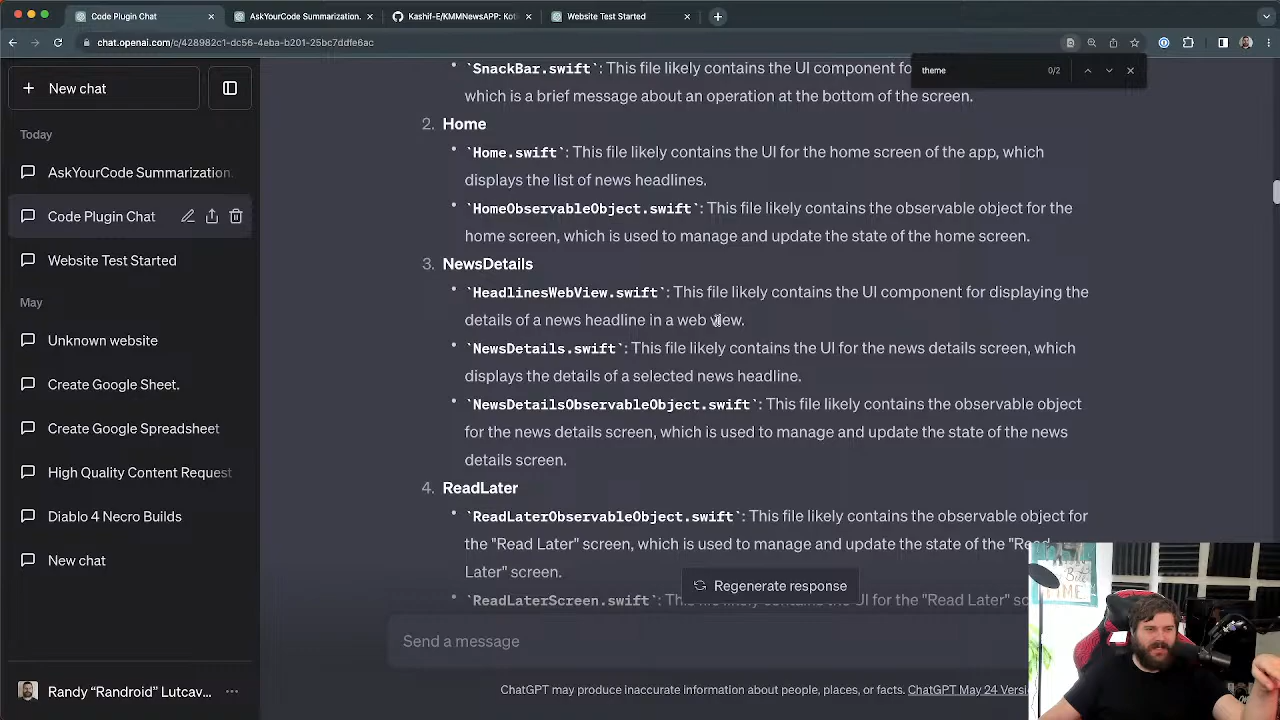 Code Plugin Chat
AskYourCode Summarization.
Kashif-E/KMMNewsAPP: Kot
Website Test Started
chat.openai.com/c/428982c1-dc56-4eba-b201-25bc7ddfe6ac
theme
0/2
New chat
Today
AskYourCode Summarization.
Code Plugin Chat
Website Test Started
May
Unknown website
Create Google Sheet.
Create Google Spreadsheet
High Quality Content Request
Diablo 4 Necro Builds
New chat
Randy “Randroid” Lutcav...
• `SnackBar.swift`: This file likely contains the UI component fo
which is a brief message about an operation at the bottom of the screen.
2. Home
• `Home.swift`: This file likely contains the UI for the home screen of the app, which
displays the list of news headlines.
• `HomeObservableObject.swift`: This file likely contains the observable object for the
home screen, which is used to manage and update the state of the home screen.
3. NewsDetails
• `HeadlinesWebView.swift`: This file likely contains the UI component for displaying the
details of a news headline in a web view.
• `NewsDetails.swift`: This file likely contains the UI for the news details screen, which
displays the details of a selected news headline.
• `NewsDetailsObservableObject.swift`: This file likely contains the observable object
for the news details screen, which is used to manage and update the state of the news
details screen.
4. ReadLater
• `ReadLaterObservableObject.swift`: This file likely contains the observable object for
the "Read Later" screen, which is used to manage and update the state of the "Read
Later" screen.
• `ReadLaterScreen.swift`: This file likely contains the UI for the "Read Later" sc
Regenerate response
Send a message
ChatGPT may produce inaccurate information about people, places, or facts. ChatGPT May 24 Versi